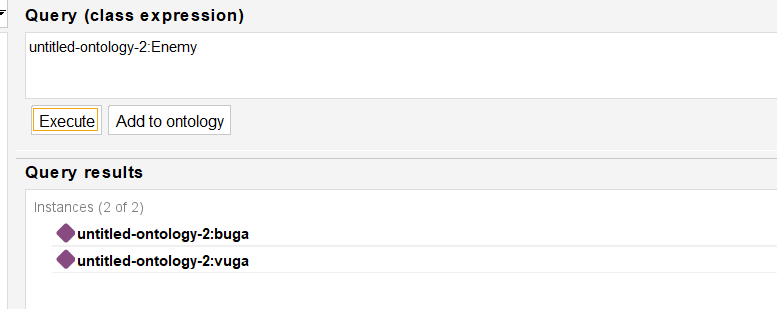 Query (class expression)
untitled-ontology-2:Enemy
Execute Add to ontology
Query results
Instances (2 of 2)
untitled-ontology-2:buga
untitled-ontology-2:vuga